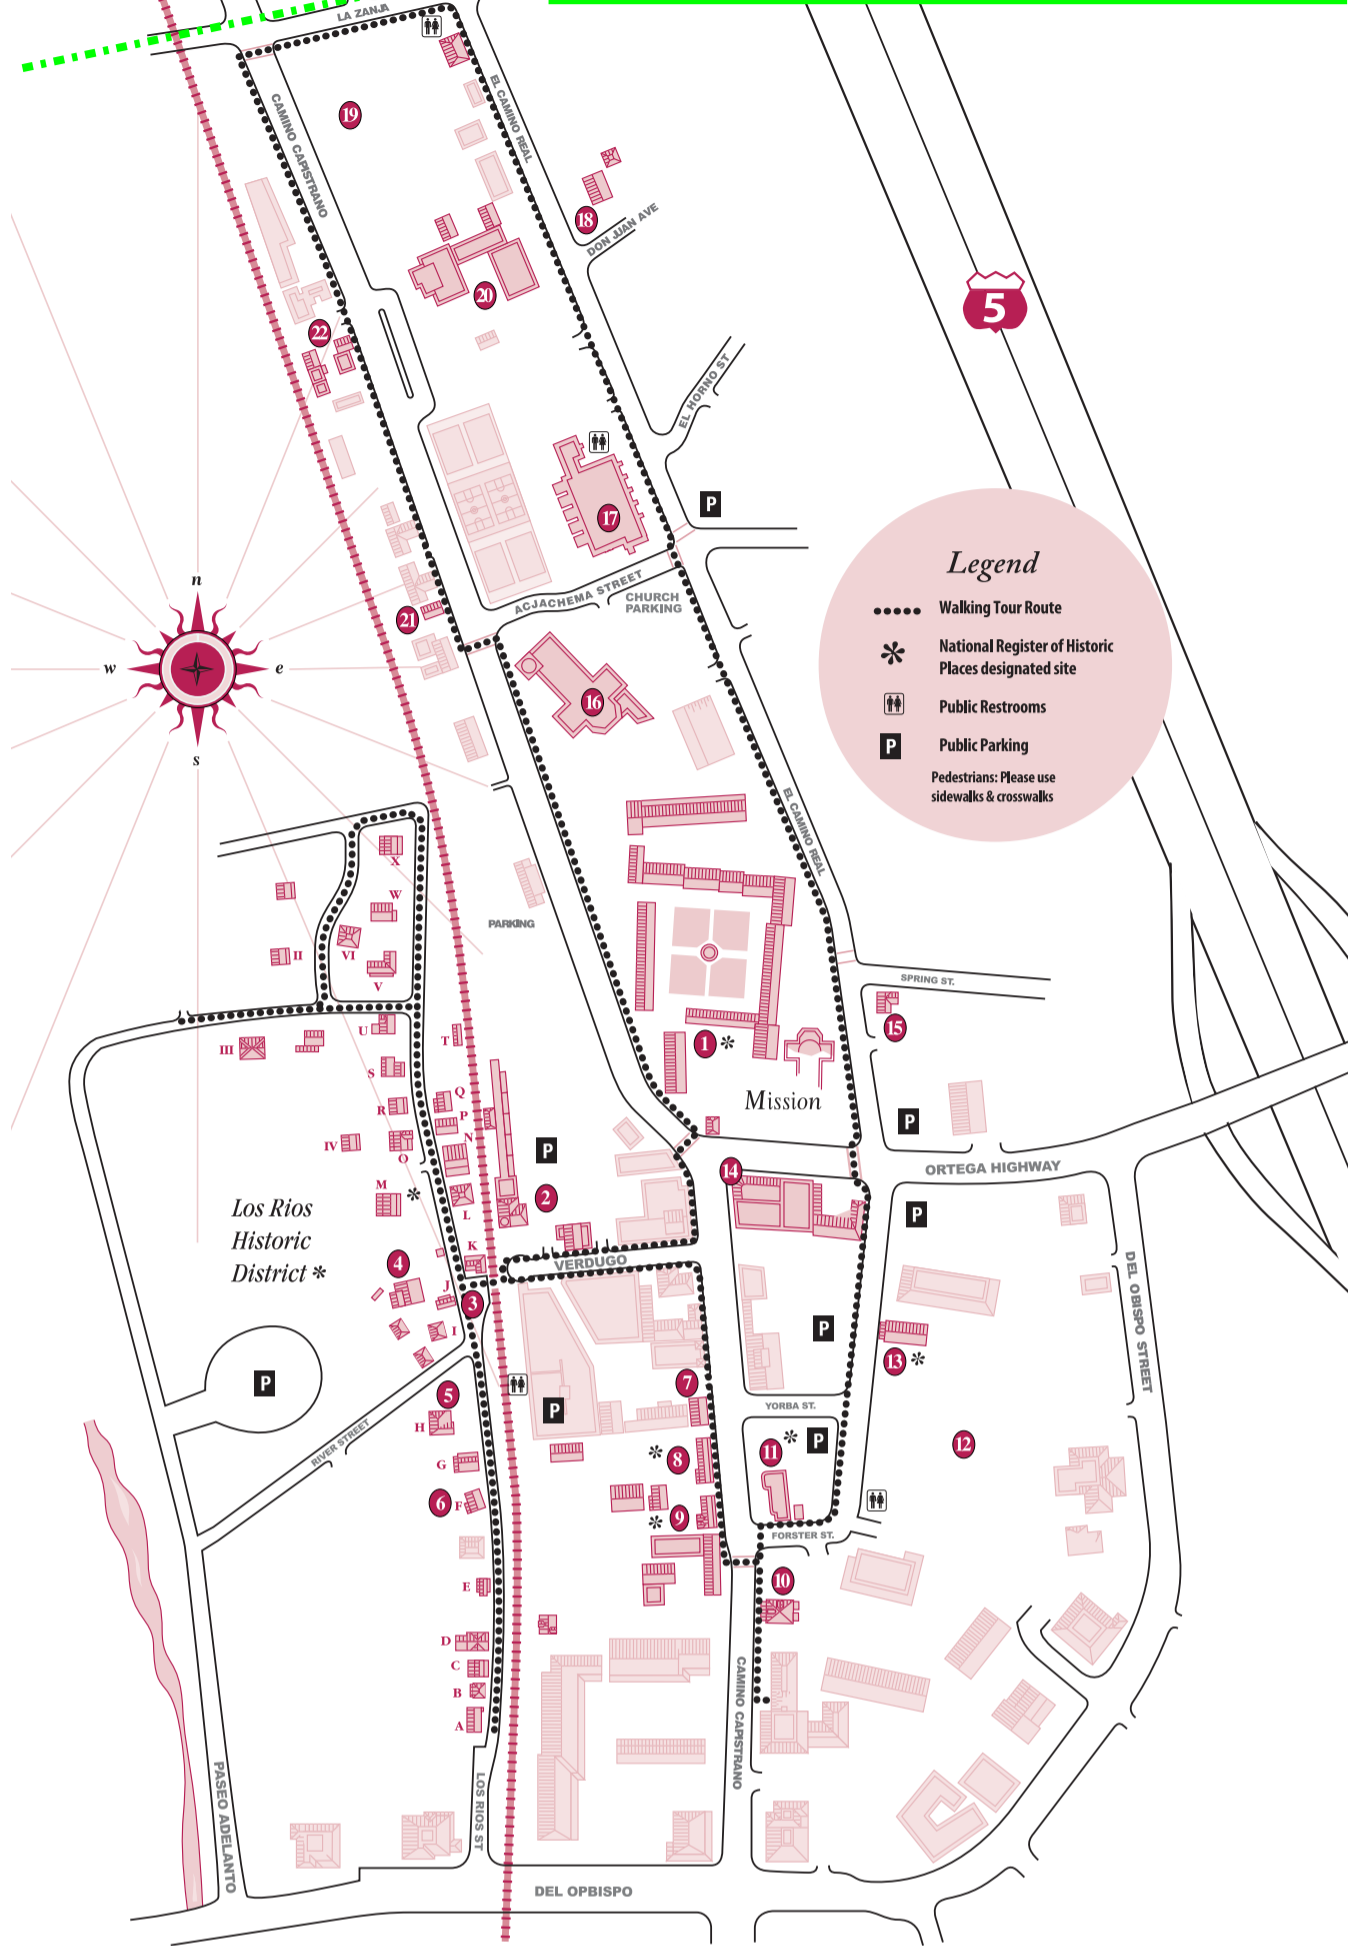 LA ZANJA
EL CAMINO REAL
CAMINO CAPISTRANO
19
18
DON JUAN AVE
20
5
22
EL HORNO ST
P
17
Legend
Walking Tour Route
National Register of Historic
Places designated site
Public Restrooms
P
Public Parking
Pedestrians: Please use
sidewalks & crosswalks
n
w
e
s
ACJACHEMA STREET
CHURCH
PARKING
21
16
EL CAMINO REAL
X
W
PARKING
II
VI
V
SPRING ST.
15
U
T
III
1 *
S
Mission
Q
R
P
P
N
IV
O
P
ORTEGA HIGHWAY
14
M
*
2
Los Rios
Historic
District *
L
P
K
VERDUGO
4
J
3
I
P
DEL OBISPO STREET
13 *
P
5
7
P
YORBA ST.
H
RIVER STREET
* 8
11 *
P
12
G
6
F
* 9
FORSTER ST.
E
10
D
C
B
A
CAMINO CAPISTRANO
PASEO ADELANTO
LOS RIOS ST
DEL OPBISPO